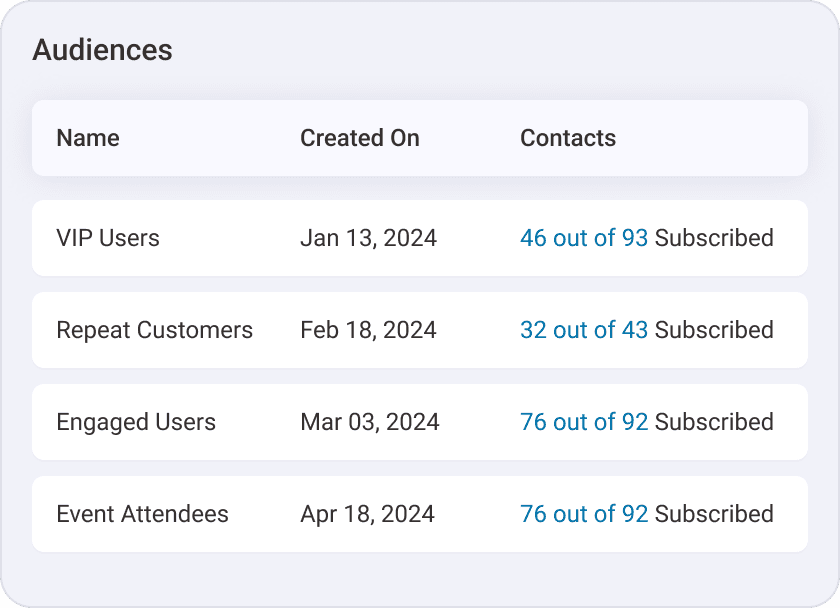 Audiences
Name Created On Contacts
VIP Users Jan 13, 2024 46 out of 93 Subscribed
Repeat Customers Feb 18, 2024 32 out of 43 Subscribed
Engaged Users Mar 03, 2024 76 out of 92 Subscribed
Event Attendees Apr 18, 2024 76 out of 92 Subscribed